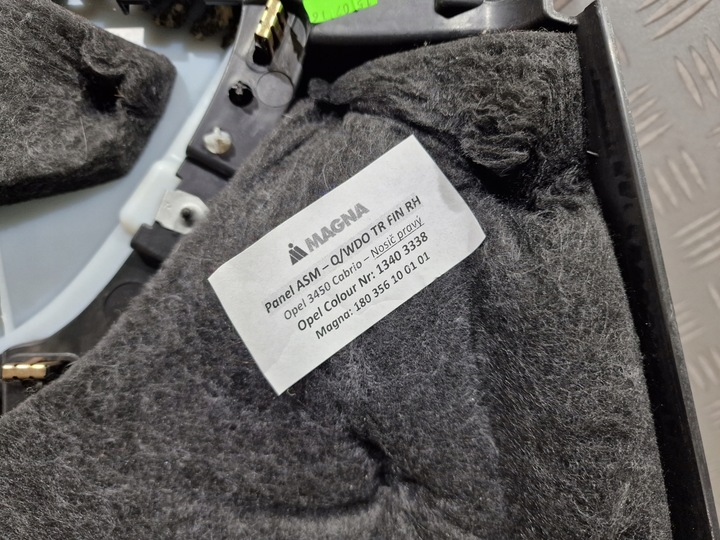 MAGNA
Panel ASM – Q/WDO TR FIN RH
Opel 3450 Cabrio – Nosič pravý
Opel Colour Nr: 1340 3338
Magna: 180 356 10 01 01